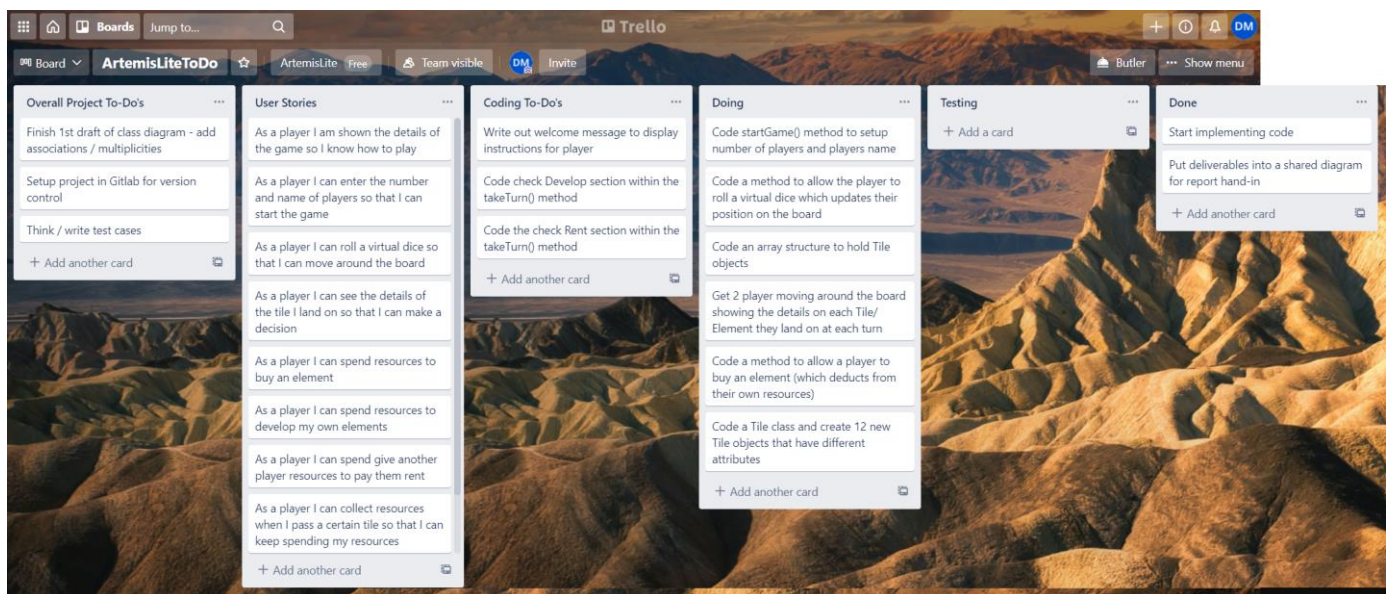 Boards
Jump to...
Trello
DM
Board
ArtemisLiteToDo
ArtemisLite Free
Team visible
DM
Invite
Butler
... Show menu
Overall Project To-Do's
Finish 1st draft of class diagram - add
associations / multiplicities
Setup project in Gitlab for version
control
Think / write test cases
+ Add another card
User Stories
As a player I am shown the details of
the game so I know how to play
As a player I can enter the number
and name of players so that I can
start the game
As a player I can roll a virtual dice so
that I can move around the board
As a player I can see the details of
the tile I land on so that I can make a
decision
As a player I can spend resources to
buy an element
As a player I can spend resources to
develop my own elements
As a player I can spend give another
player resources to pay them rent
As a player I can collect resources
when I pass a certain tile so that I can
keep spending my resources
+ Add another card
Coding To-Do's
Write out welcome message to display
instructions for player
Code check Develop section within the
takeTurn() method
Code the check Rent section within the
takeTurn() method
+ Add another card
Doing
Code startGame() method to setup
number of players and players name
Code a method to allow the player to
roll a virtual dice which updates their
position on the board
Code an array structure to hold Tile
objects
Get 2 player moving around the board
showing the details on each Tile/
Element they land on at each turn
Code a method to allow a player to
buy an element (which deducts from
their own resources)
Code a Tile class and create 12 new
Tile objects that have different
attributes
+ Add another card
Testing
+ Add a card
Done
Start implementing code
Put deliverables into a shared diagram
for report hand-in
+ Add another card